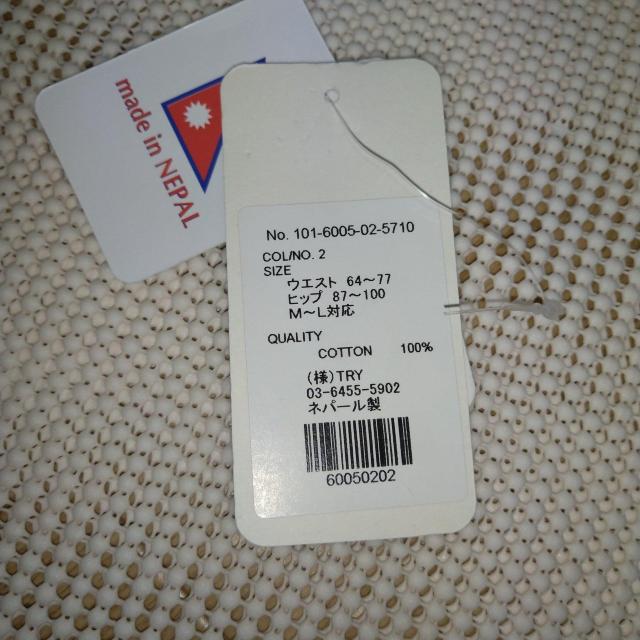 made in NEPAL
No. 101-6005-02-5710
COL/NO. 2
SIZE
ウエスト 64～77
ヒップ 87～100
M～L対応
QUALITY
COTTON 100%
(様)TRY
03-6455-5902
ネパール製
60050202